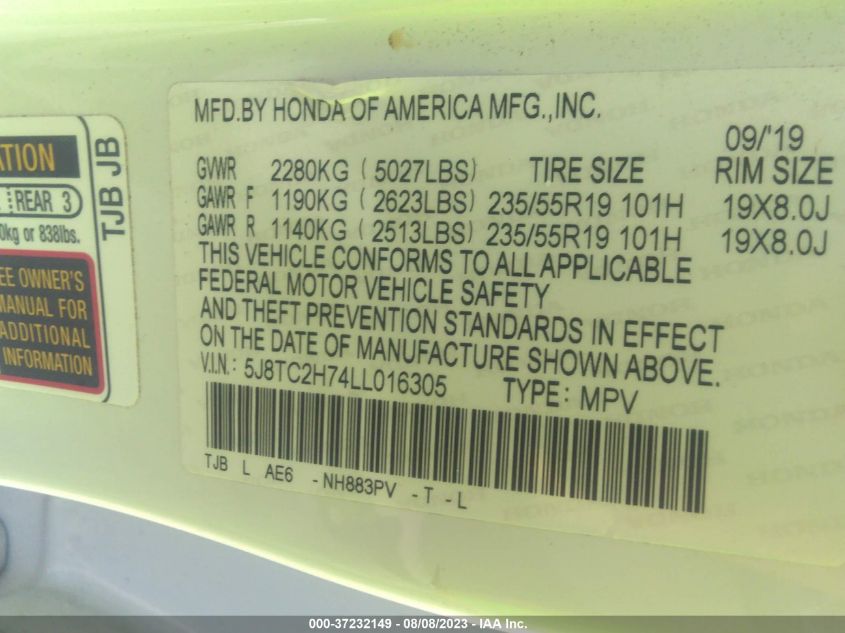 ATION
REAR 3
0kg or 838lbs.
EE OWNER'S
MANUAL FOR
ADDITIONAL
INFORMATION
TJB JB
MFD.BY HONDA OF AMERICA MFG.,INC.
09/'19
GVWR 2280KG (5027LBS) TIRE SIZE RIM SIZE
GAWR F 1190KG (2623LBS) 235/55R19 101H 19X8.0J
GAWR R 1140KG (2513LBS) 235/55R19 101H 19X8.0J
THIS VEHICLE CONFORMS TO ALL APPLICABLE
FEDERAL MOTOR VEHICLE SAFETY
AND THEFT PREVENTION STANDARDS IN EFFECT
ON THE DATE OF MANUFACTURE SHOWN ABOVE.
V.I.N.: 5J8TC2H74LL016305 TYPE: MPV
TJB L AE6 -NH883PV -T -L
000-37232149 - 08/08/2023 - IAAI.com